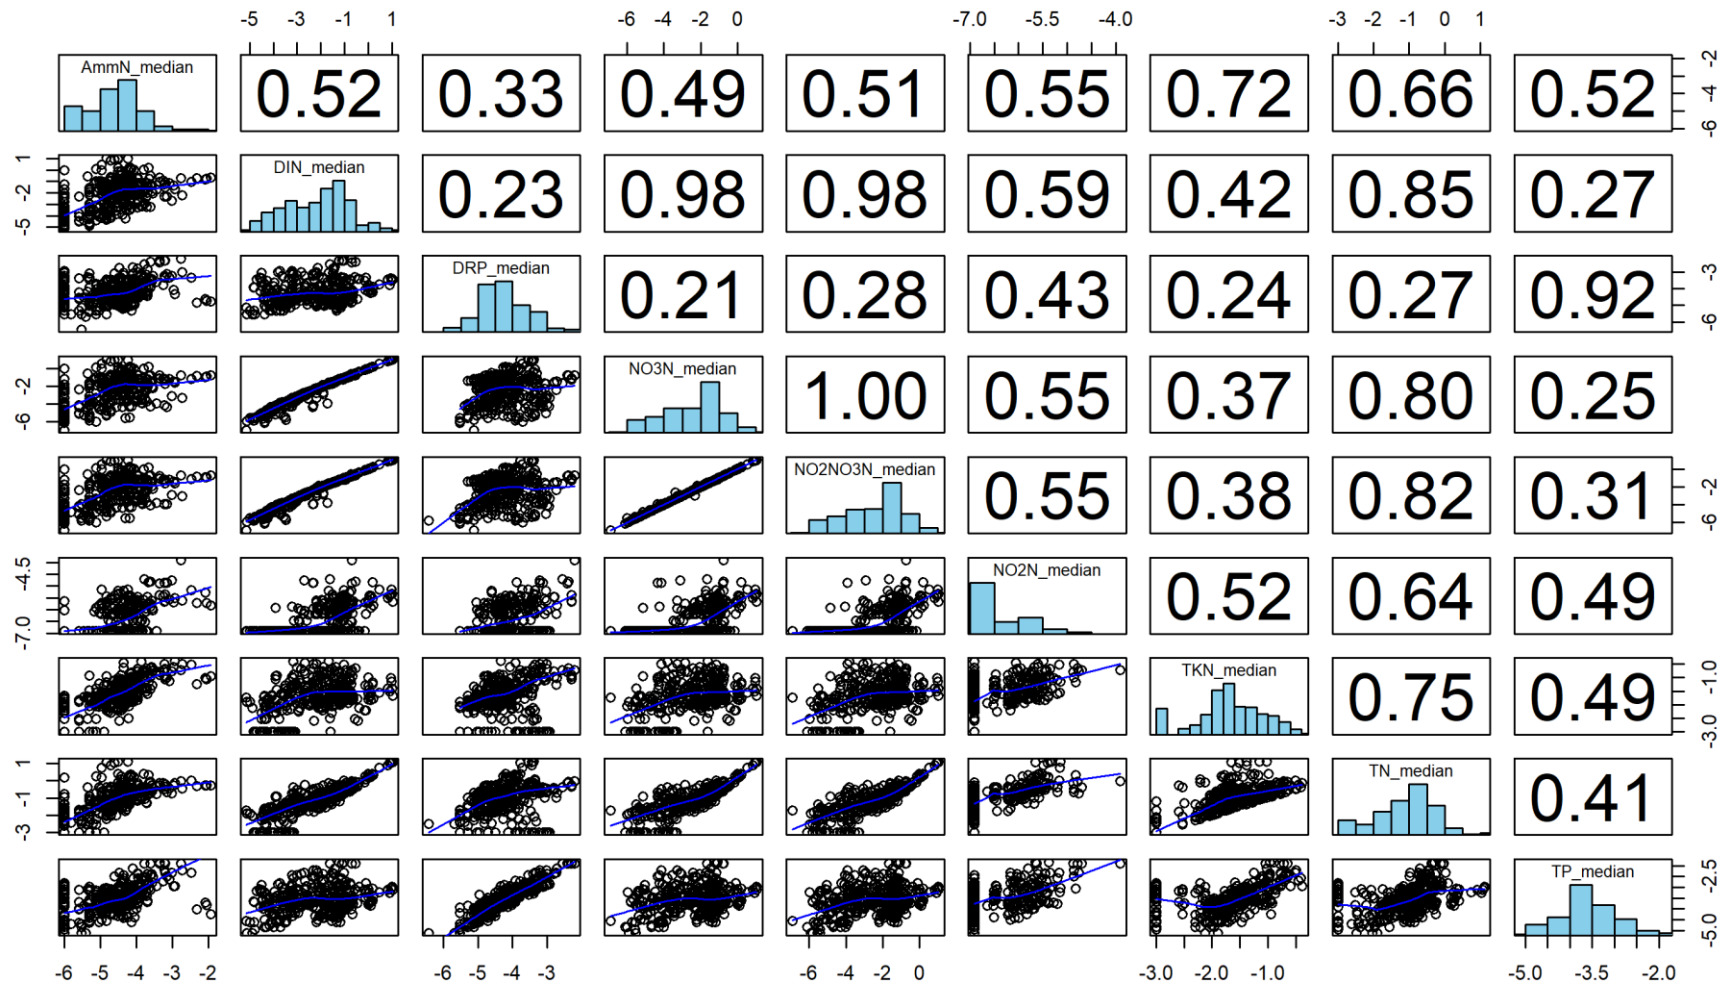 -5 -3 -1 1 -6 -4 -2 0 -7.0 -5.5 -4.0 -3 -2 -1 0 1
AmmN_median 0.52 0.33 0.49 0.51 0.55 0.72 0.66 0.52 -6 -4 -2
-5 -2 1 DIN_median 0.23 0.98 0.98 0.59 0.42 0.85 0.27
DRP_median 0.21 0.28 0.43 0.24 0.27 0.92 -6 -3
-6 -2 NO3N_median 1.00 0.55 0.37 0.80 0.25
NO2NO3N_median 0.55 0.38 0.82 0.31 -6 -2
-7.0 -4.5 NO2N_median 0.52 0.64 0.49
TKN_median 0.75 0.49 -3.0 -1.0
-3 -1 1 TN_median 0.41
TP_median -5.0 -2.5
-6 -5 -4 -3 -2 -6 -5 -4 -3 -6 -4 -2 0 -3.0 -2.0 -1.0 -5.0 -3.5 -2.0